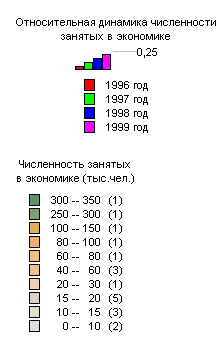 Относительная динамика численности
занятых в экономике
0,25
1996 год
1997 год
1998 год
1999 год
Численность занятых
в экономике (тыс.чел.)
300 -- 350 (1)
250 -- 300 (1)
100 -- 150 (1)
80 -- 100 (1)
60 -- 80 (1)
40 -- 60 (3)
20 -- 30 (1)
15 -- 20 (5)
10 -- 15 (3)
0 -- 10 (2)